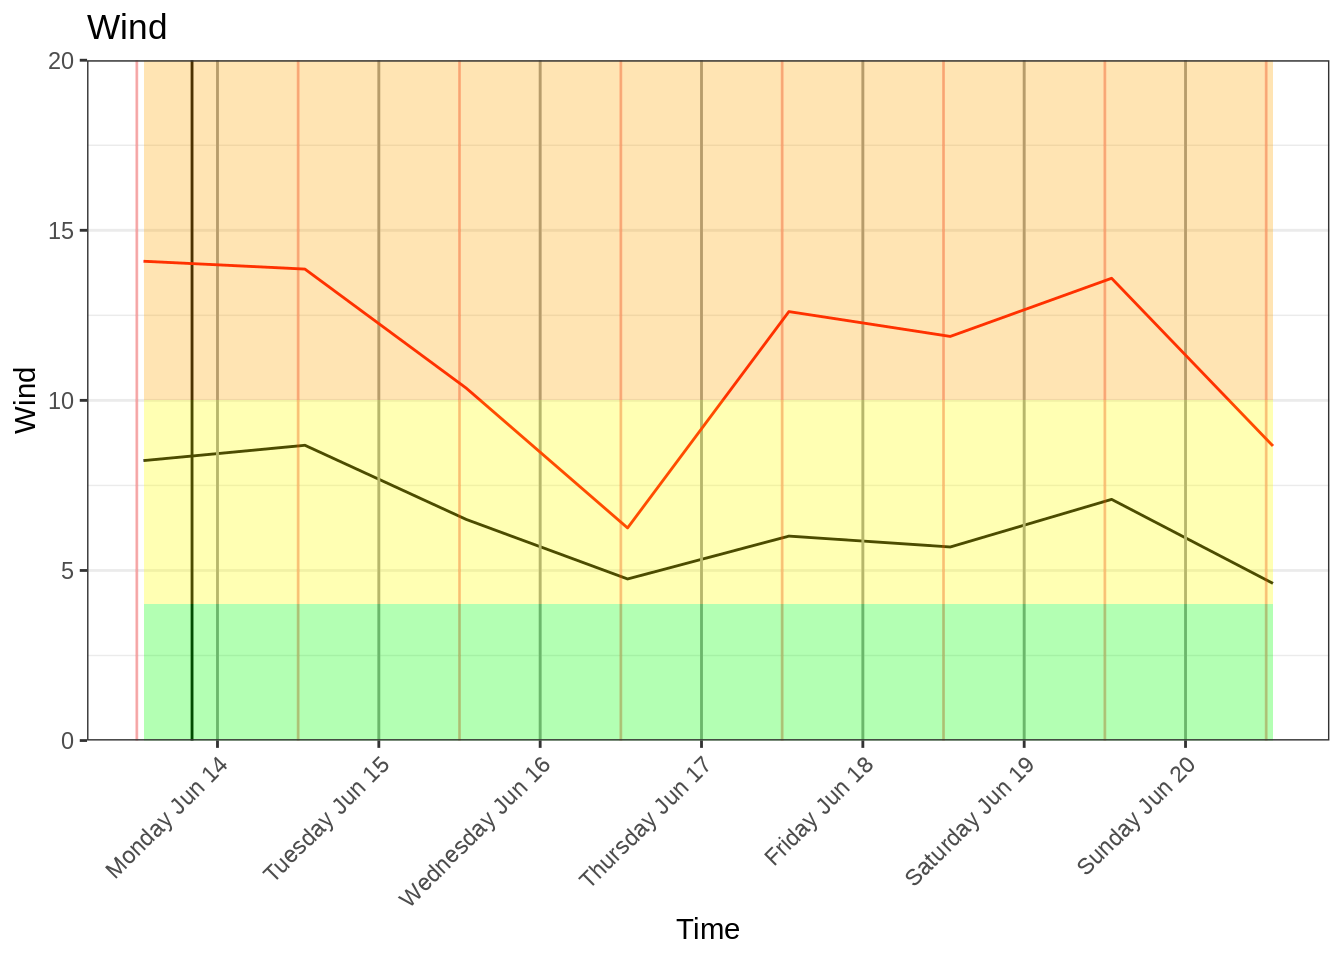 Wind
20
15
10
5
0
Wind
Monday Jun 14
Tuesday Jun 15
Wednesday Jun 16
Thursday Jun 17
Friday Jun 18
Saturday Jun 19
Sunday Jun 20
Time